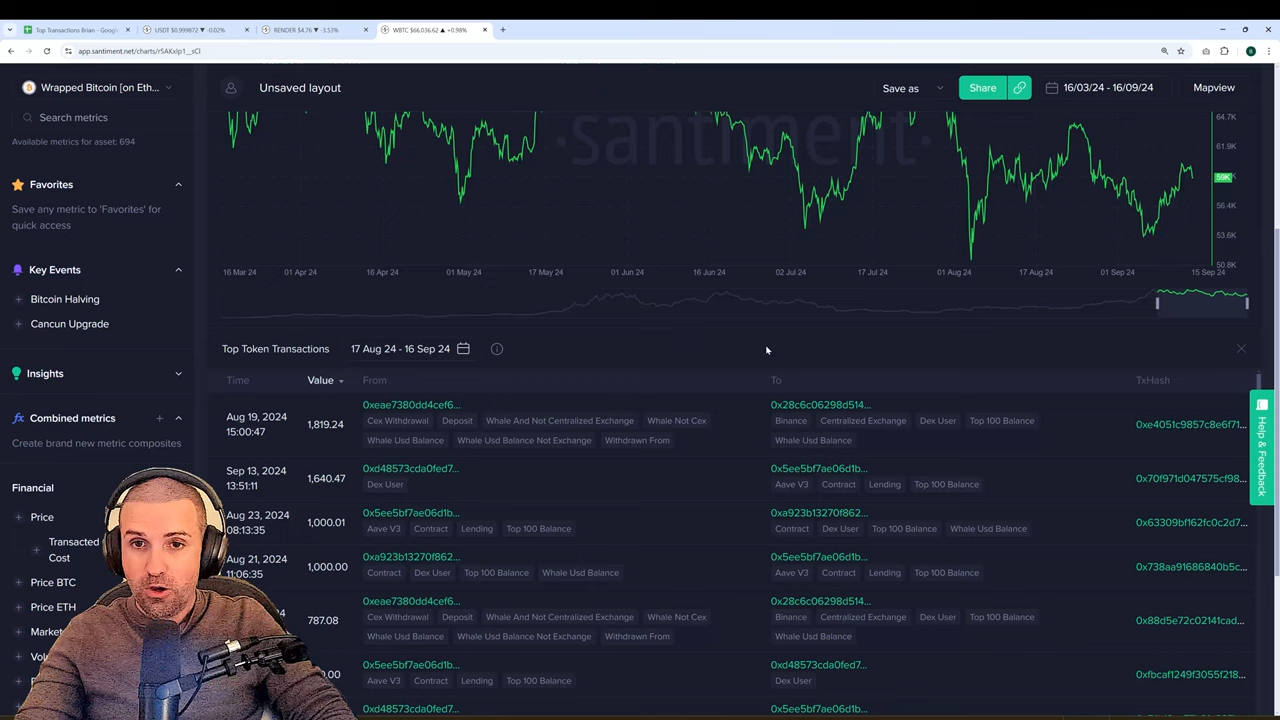 Top Transactions Brian - Google
USDT $0.999872 ▼ -0.02%
RENDER $4.76 ▼ -3.53%
WBTC $66,036.62 ▲ +0.98%
app.santiment.net/charts/r5AKxlp1__sCl
Wrapped Bitcoin [on Eth...
Unsaved layout
Save as
Share
16/03/24 - 16/09/24
Mapview
Search metrics
Available metrics for asset: 694
Favorites
Save any metric to 'Favorites' for
quick access
Key Events
Bitcoin Halving
Cancun Upgrade
Insights
Combined metrics
Create brand new metric composites
Financial
Price
Transacted
Cost
Price BTC
Price ETH
·santiment·
64.7K
61.9K
59K
56.4K
53.6K
50.8K
16 Mar 24
01 Apr 24
16 Apr 24
01 May 24
17 May 24
01 Jun 24
16 Jun 24
02 Jul 24
17 Jul 24
01 Aug 24
17 Aug 24
01 Sep 24
15 Sep 24
Top Token Transactions
17 Aug 24 - 16 Sep 24
Time Value From To TxHash
Aug 19, 2024
15:00:47
1,819.24
0xeae7380dd4cef6...
Cex Withdrawal Deposit Whale And Not Centralized Exchange Whale Not Cex
Whale Usd Balance Whale Usd Balance Not Exchange Withdrawn From
0x28c6c06298d514...
Binance Centralized Exchange Dex User Top 100 Balance
Whale Usd Balance
0xe4051c9857c8e6f71...
Sep 13, 2024
13:51:11
1,640.47
0xd48573cda0fed7...
Dex User
0x5ee5bf7ae06d1b...
Aave V3 Contract Lending Top 100 Balance
0x70f971d047575cf98...
Aug 23, 2024
08:13:35
1,000.01
0x5ee5bf7ae06d1b...
Aave V3 Contract Lending Top 100 Balance
0xa923b13270f862...
Contract Dex User Top 100 Balance Whale Usd Balance
0x63309bf162fc0c2d7...
Aug 21, 2024
11:06:35
1,000.00
0xa923b13270f862...
Contract Dex User Top 100 Balance Whale Usd Balance
0x5ee5bf7ae06d1b...
Aave V3 Contract Lending Top 100 Balance
0x738aa91686840b5c...
787.08
0xeae7380dd4cef6...
Cex Withdrawal Deposit Whale And Not Centralized Exchange Whale Not Cex
Whale Usd Balance Whale Usd Balance Not Exchange Withdrawn From
0x28c6c06298d514...
Binance Centralized Exchange Dex User Top 100 Balance
Whale Usd Balance
0x88d5e72c02141cad...
0x5ee5bf7ae06d1b...
Aave V3 Contract Lending Top 100 Balance
0xd48573cda0fed7...
Dex User
0xfbcaf1249f3055f218...
Help & Feedback